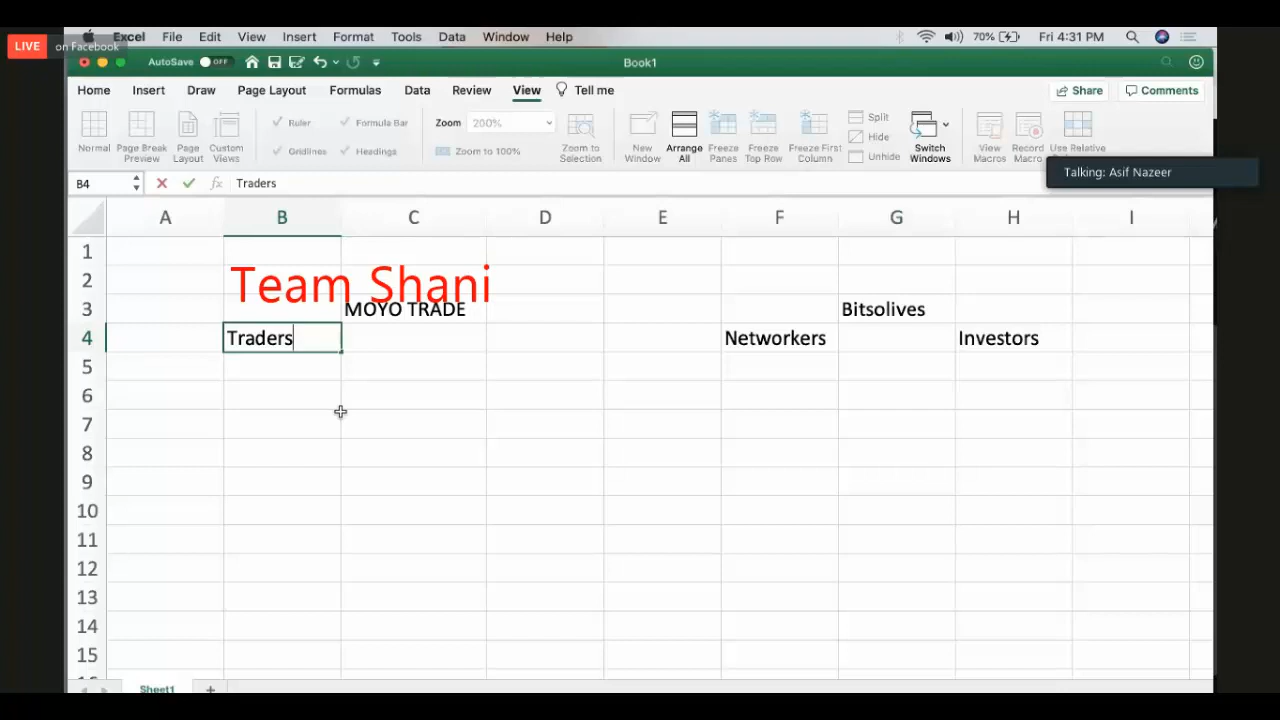 LIVE on Facebook
Excel File Edit View Insert Format Tools Data Window Help 70% Fri 4:31 PM
AutoSave OFF Book1
Home Insert Draw Page Layout Formulas Data Review View Tell me Share Comments
Normal Page Break Preview Page Layout Custom Views Ruler Formula Bar Gridlines Headings Zoom 200% Zoom to 100% Zoom to Selection New Window Arrange All Freeze Panes Freeze Top Row Freeze First Column Split Hide Unhide Switch Windows View Macros Record Macro Use Relative
Talking: Asif Nazeer
B4 fx Traders
A B C D E F G H I
1
2 Team Shani
3 MOYO TRADE Bitsolives
4 Traders Networkers Investors
5
6
7
8
9
10
11
12
13
14
15
Sheet1 +